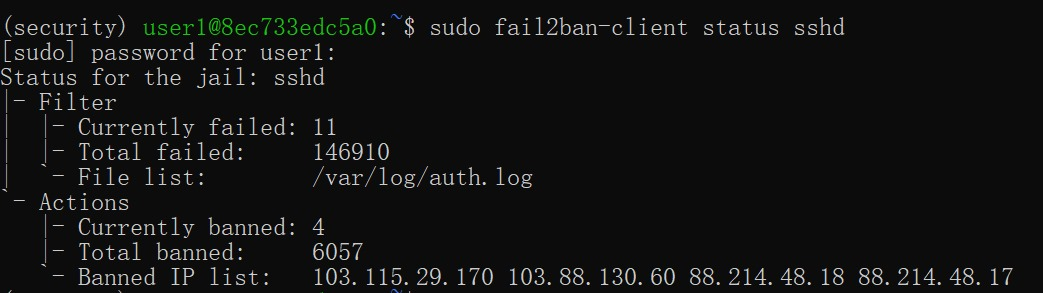 (security) user1@8ec733edc5a0:~$ sudo fail2ban-client status sshd
[sudo] password for user1:
Status for the jail: sshd
|- Filter
|  |- Currently failed: 11
|  |- Total failed:     146910
|  `- File list:        /var/log/auth.log
`- Actions
   |- Currently banned: 4
   |- Total banned:     6057
   `- Banned IP list:   103.115.29.170 103.88.130.60 88.214.48.18 88.214.48.17